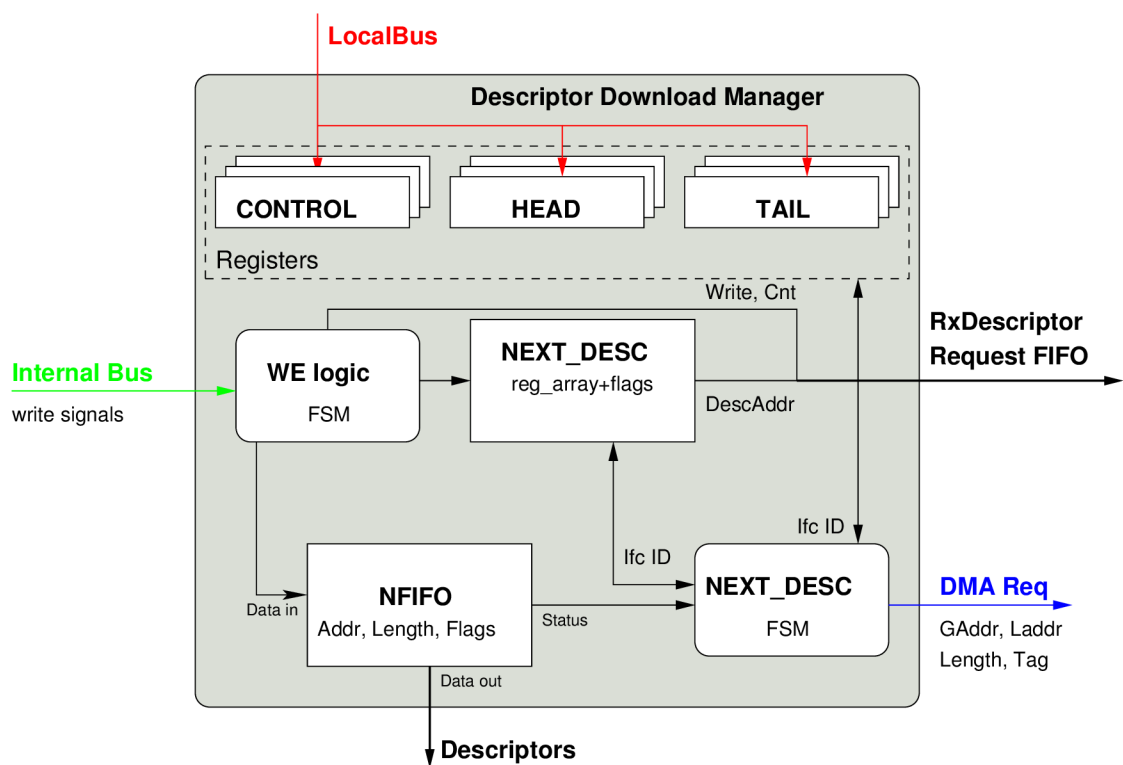 LocalBus
Descriptor Download Manager
CONTROL
HEAD
TAIL
Registers
Write, Cnt
RxDescriptor
Request FIFO
Internal Bus
write signals
WE logic
FSM
NEXT_DESC
reg_array+flags
DescAddr
Ifc ID
Ifc ID
NFIFO
Addr, Length, Flags
Data in
Status
NEXT_DESC
FSM
DMA Req
GAddr, Laddr
Length, Tag
Data out
Descriptors